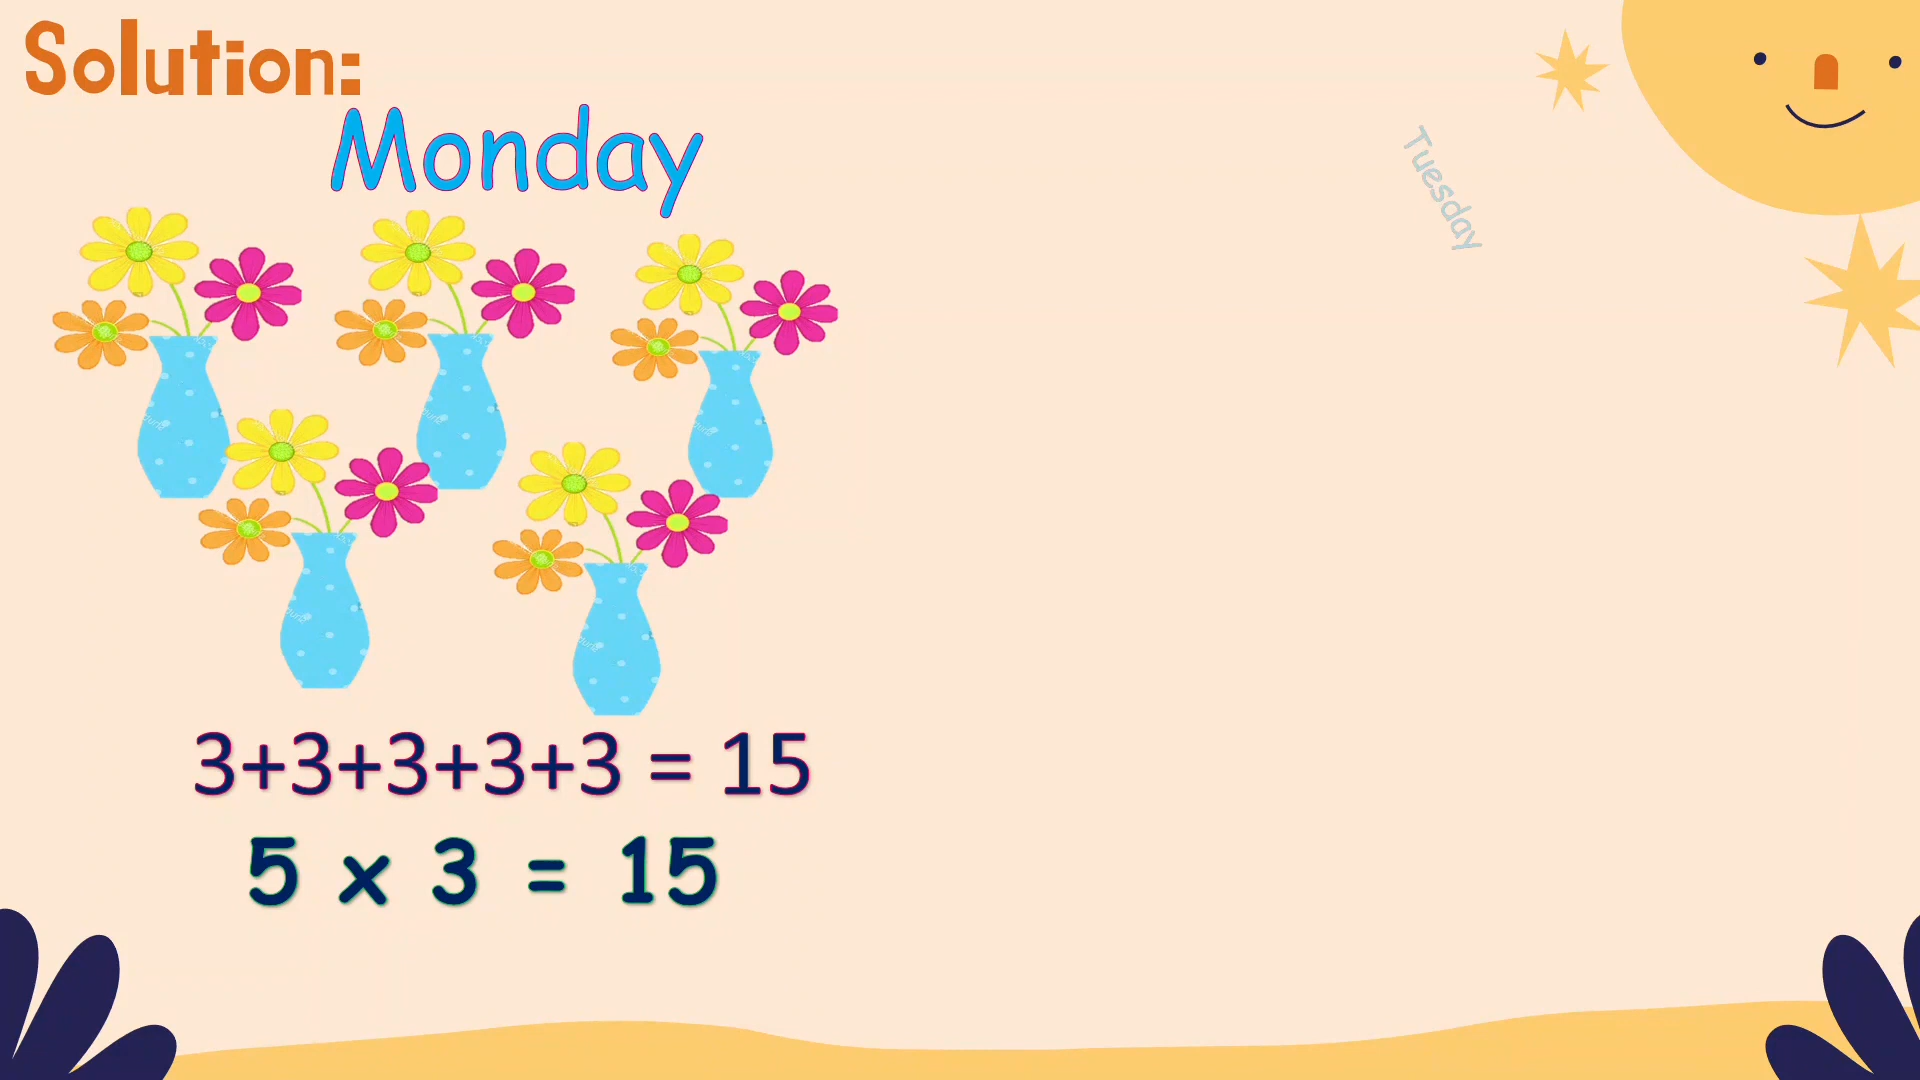 Solution:
Monday
Tuesday
3+3+3+3+3 = 15
5 x 3 = 15